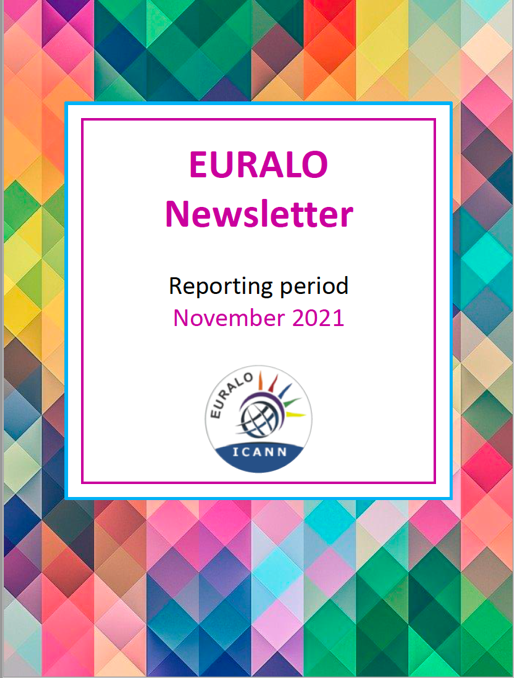 EURALO
Newsletter
Reporting period
November 2021
EURALO
ICANN